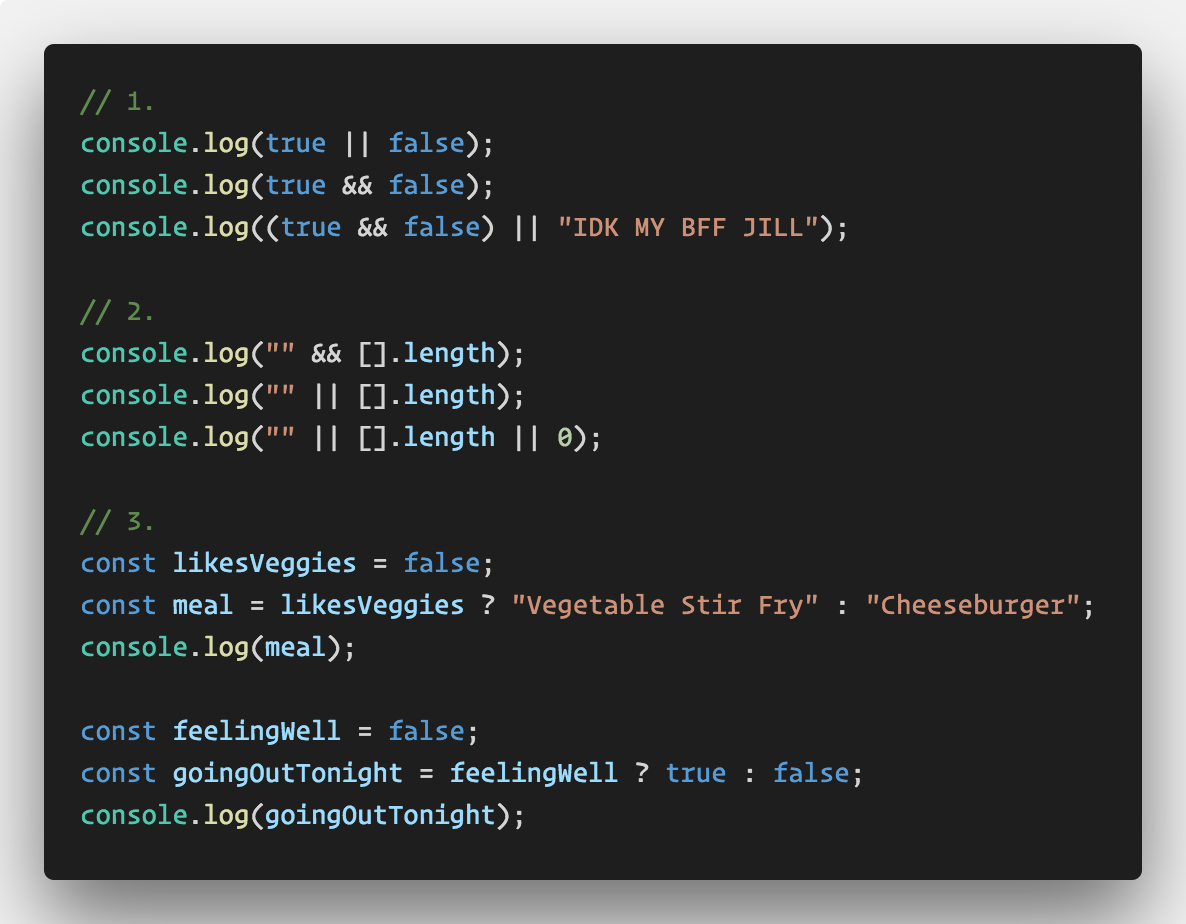 // 1.
console.log(true || false);
console.log(true && false);
console.log((true && false) || "IDK MY BFF JILL");

// 2.
console.log("" && [].length);
console.log("" || [].length);
console.log("" || [].length || 0);

// 3.
const likesVeggies = false;
const meal = likesVeggies ? "Vegetable Stir Fry" : "Cheeseburger";
console.log(meal);

const feelingWell = false;
const goingOutTonight = feelingWell ? true : false;
console.log(goingOutTonight);